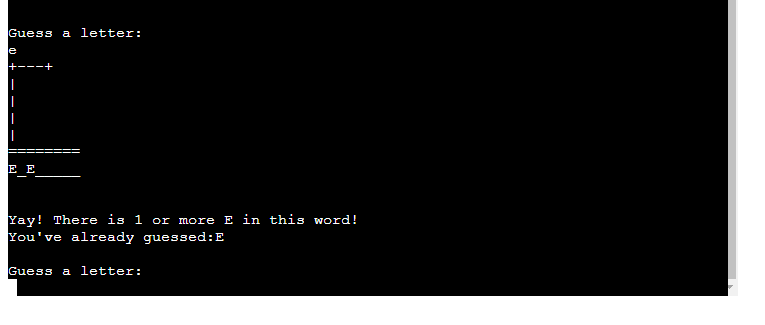 Guess a letter:
e
+---+
|
|
|
|
========
E_E_____
Yay! There is 1 or more E in this word!
You've already guessed:E
Guess a letter: